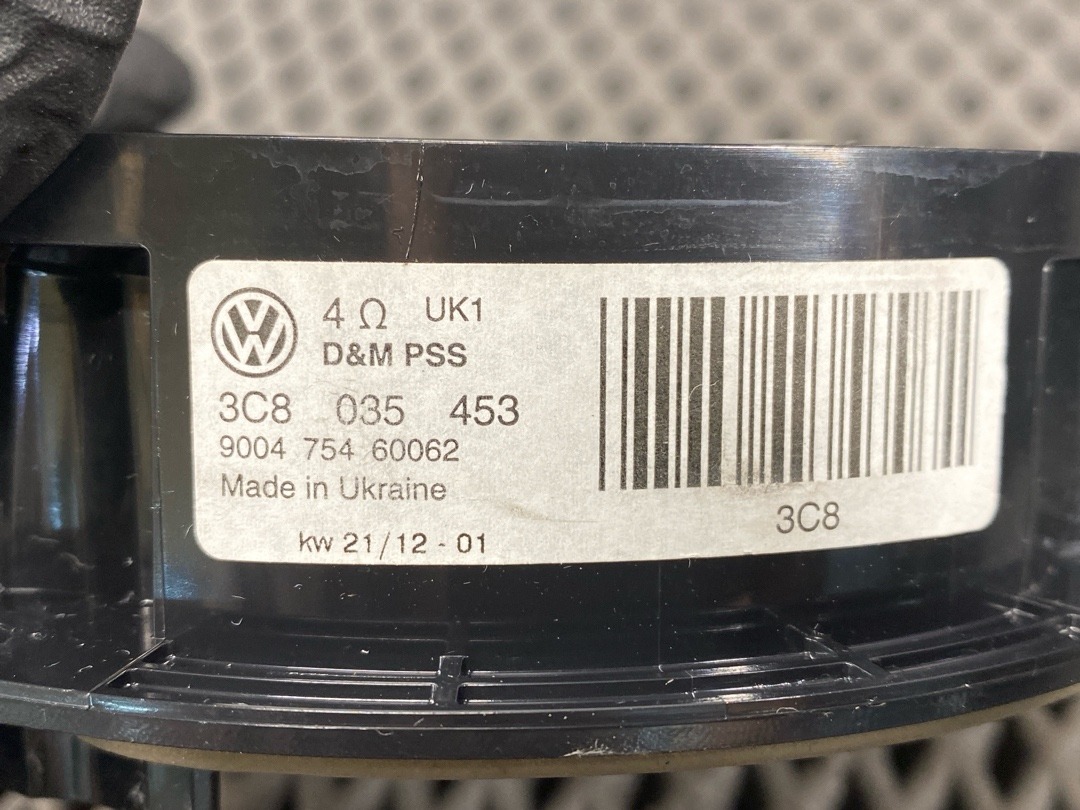 4 Ω UK1
D&M PSS
3C8 035 453
9004 754 60062
Made in Ukraine
kw 21/12 - 01
3C8